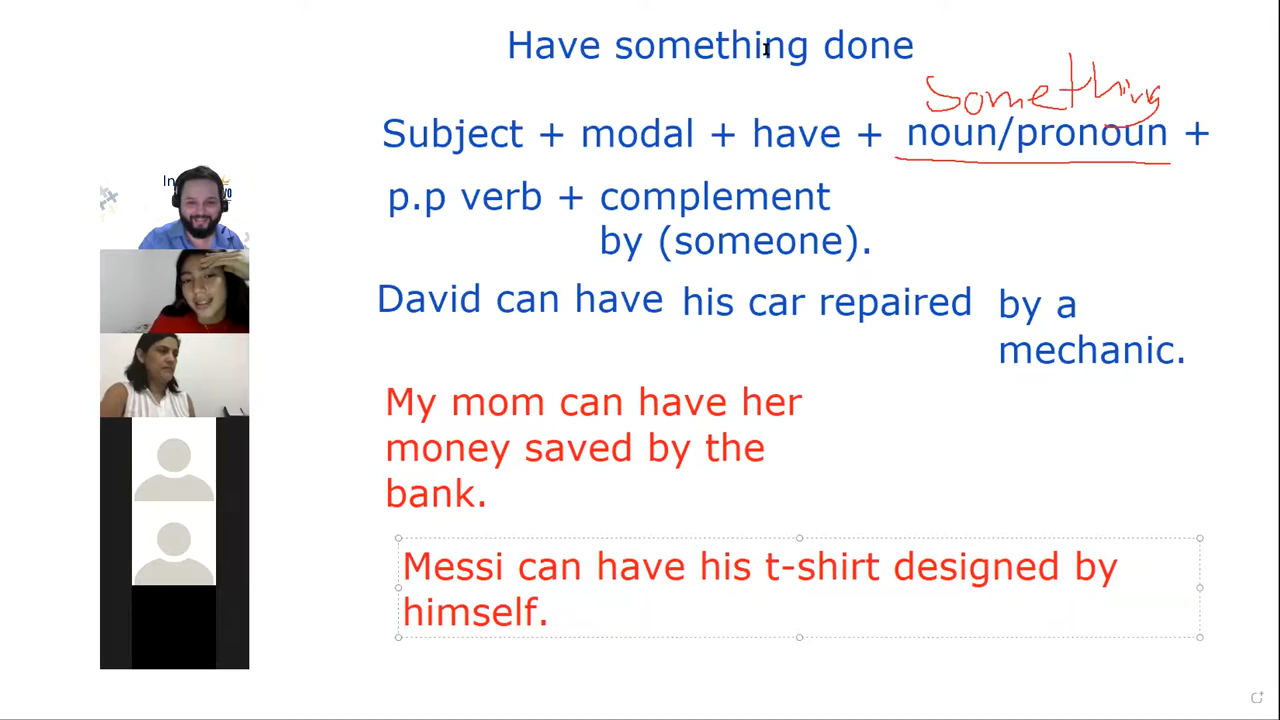 Have something done
something
Subject + modal + have + noun/pronoun +
p.p verb + complement
by (someone).
David can have his car repaired by a
mechanic.
My mom can have her
money saved by the
bank.
Messi can have his t-shirt designed by
himself.